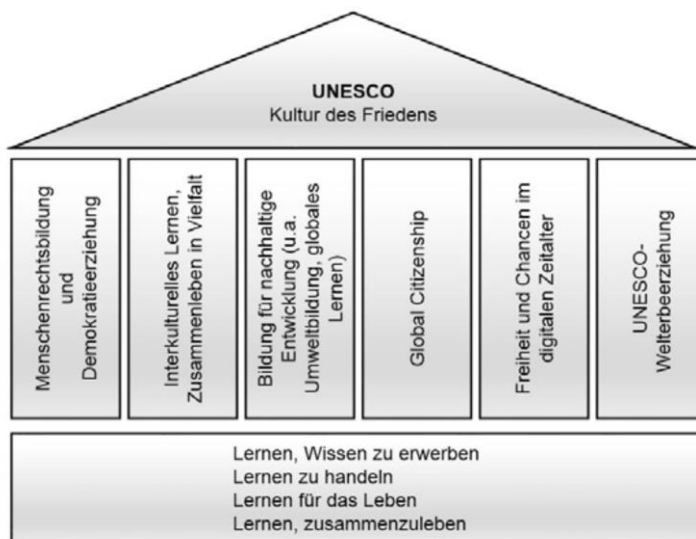 UNESCO
Kultur des Friedens
Menschenrechtsbildung
und
Demokratieerziehung
Interkulturelles Lernen,
Zusammenleben in Vielfalt
Bildung für nachhaltige
Entwicklung (u.a.
Umweltbildung, globales
Lernen)
Global Citizenship
Freiheit und Chancen im
digitalen Zeitalter
UNESCO-
Welterbeerziehung
Lernen, Wissen zu erwerben
Lernen zu handeln
Lernen für das Leben
Lernen, zusammenzuleben